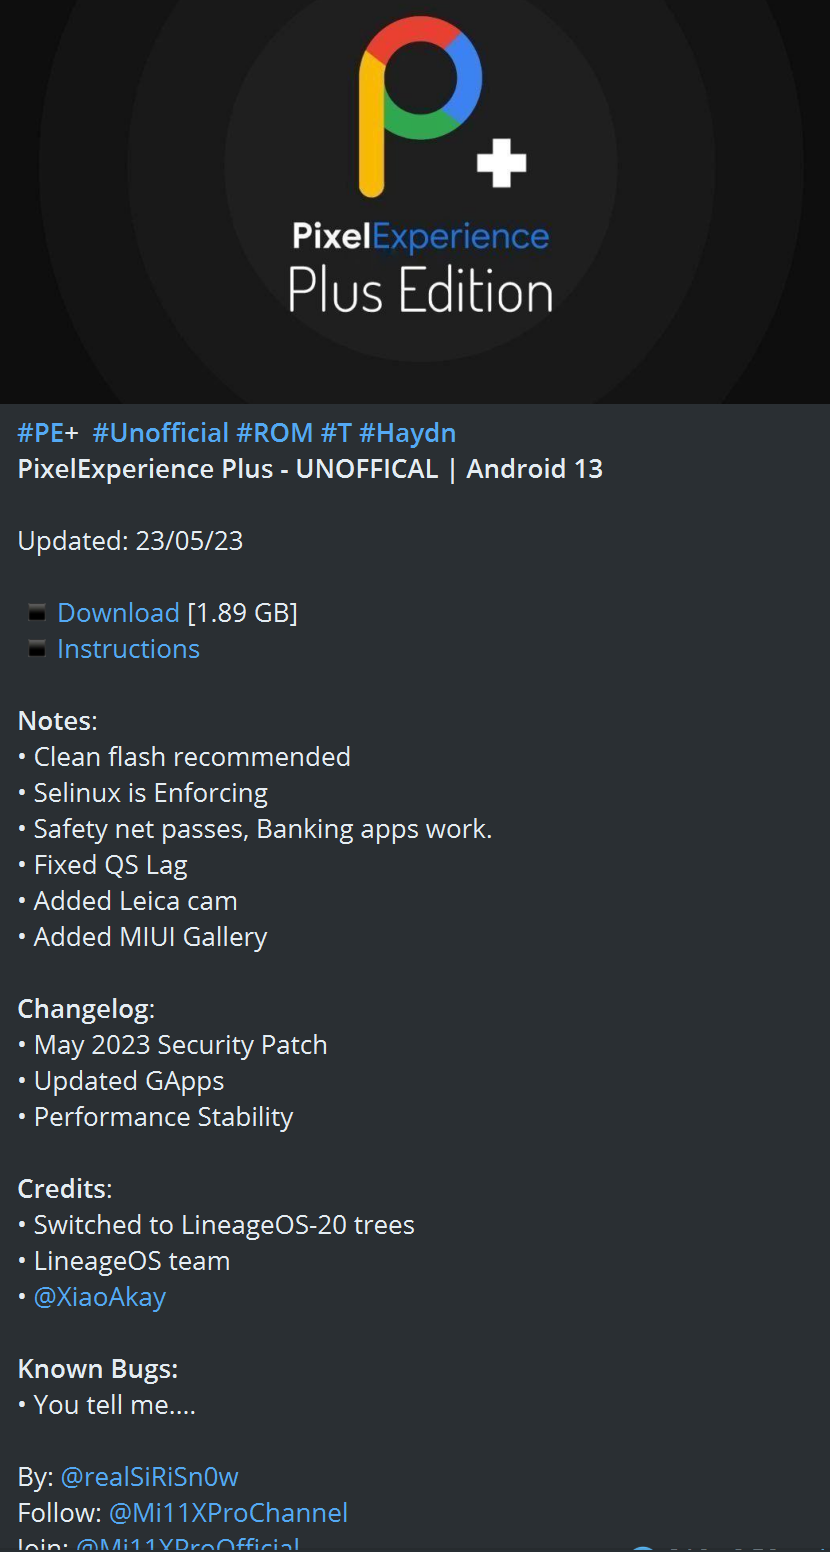 PixelExperience
Plus Edition
#PE+ #Unofficial #ROM #T #Haydn
PixelExperience Plus - UNOFFICAL | Android 13
Updated: 23/05/23
Download [1.89 GB]
Instructions
Notes:
• Clean flash recommended
• Selinux is Enforcing
• Safety net passes, Banking apps work.
• Fixed QS Lag
• Added Leica cam
• Added MIUI Gallery
Changelog:
• May 2023 Security Patch
• Updated GApps
• Performance Stability
Credits:
• Switched to LineageOS-20 trees
• LineageOS team
• @XiaoAkay
Known Bugs:
• You tell me....
By: @realSiRiSn0w
Follow: @Mi11XProChannel
Join: @Mi11XProOfficial